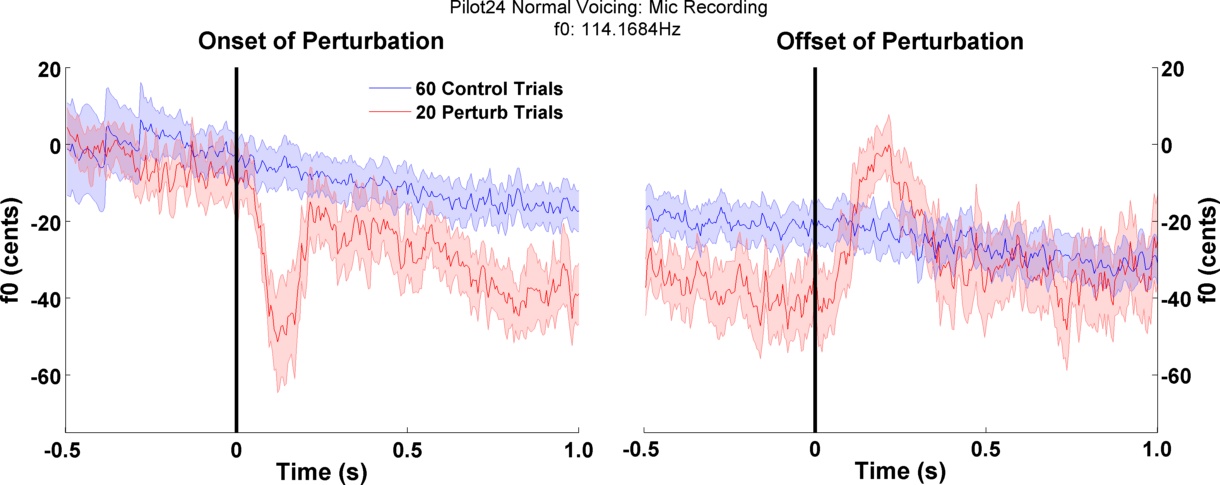 Pilot24 Normal Voicing: Mic Recording
f0: 114.1684Hz
Onset of Perturbation
Offset of Perturbation
60 Control Trials
20 Perturb Trials
20
0
-20
-40
-60
f0 (cents)
-0.5
0
0.5
1.0
Time (s)
20
0
-20
-40
-60
f0 (cents)
-0.5
0
0.5
1.0
Time (s)